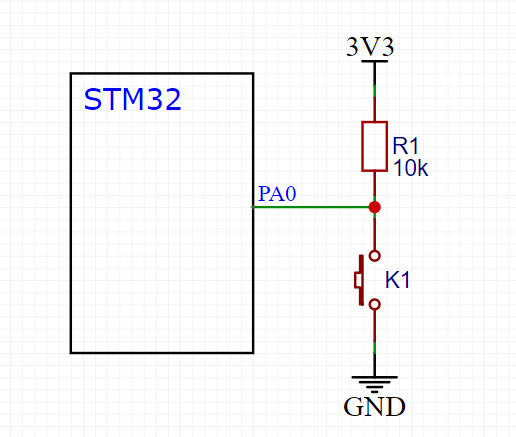 3V3
STM32
R1
10k
PA0
K1
GND